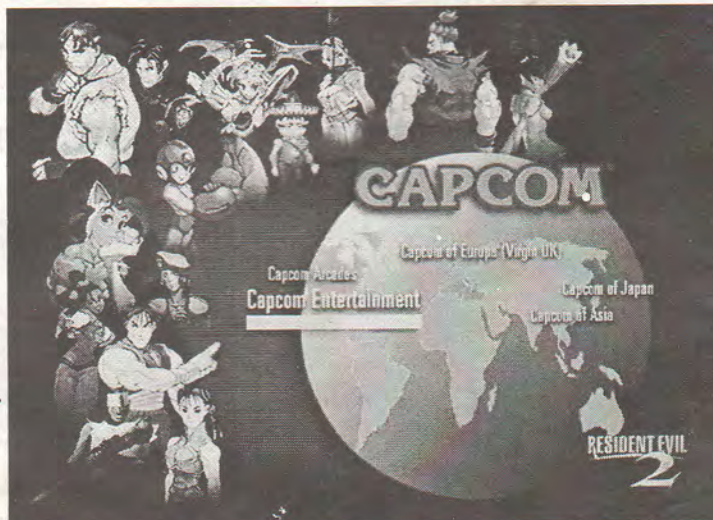 CAPCOM
Capcom of Europe (Virgin UK)
Capcom Arcades
Capcom Entertainment
Capcom of Japan
Capcom of Asia
RESIDENT EVIL
2